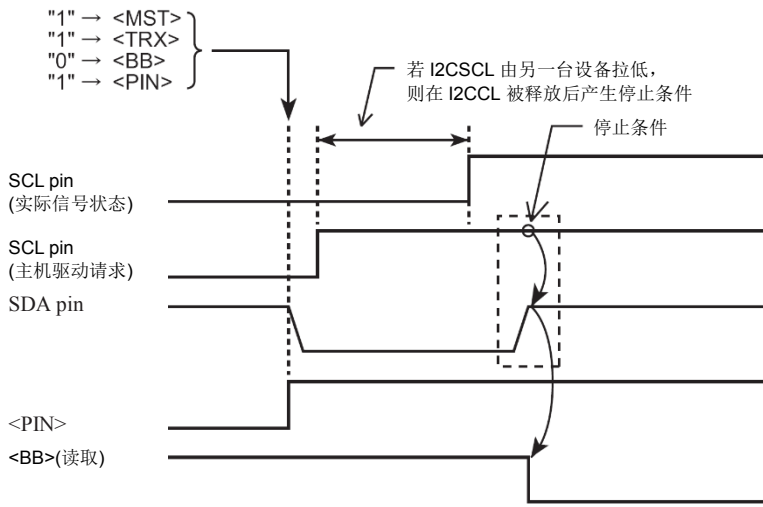 "1" → <MST>
"1" → <TRX>
"0" → <BB>
"1" → <PIN>
若 I2CSCL 由另一台设备拉低，
则在 I2CCL 被释放后产生停止条件
停止条件
SCL pin
(实际信号状态)
SCL pin
(主机驱动请求)
SDA pin
<PIN>
<BB>(读取)